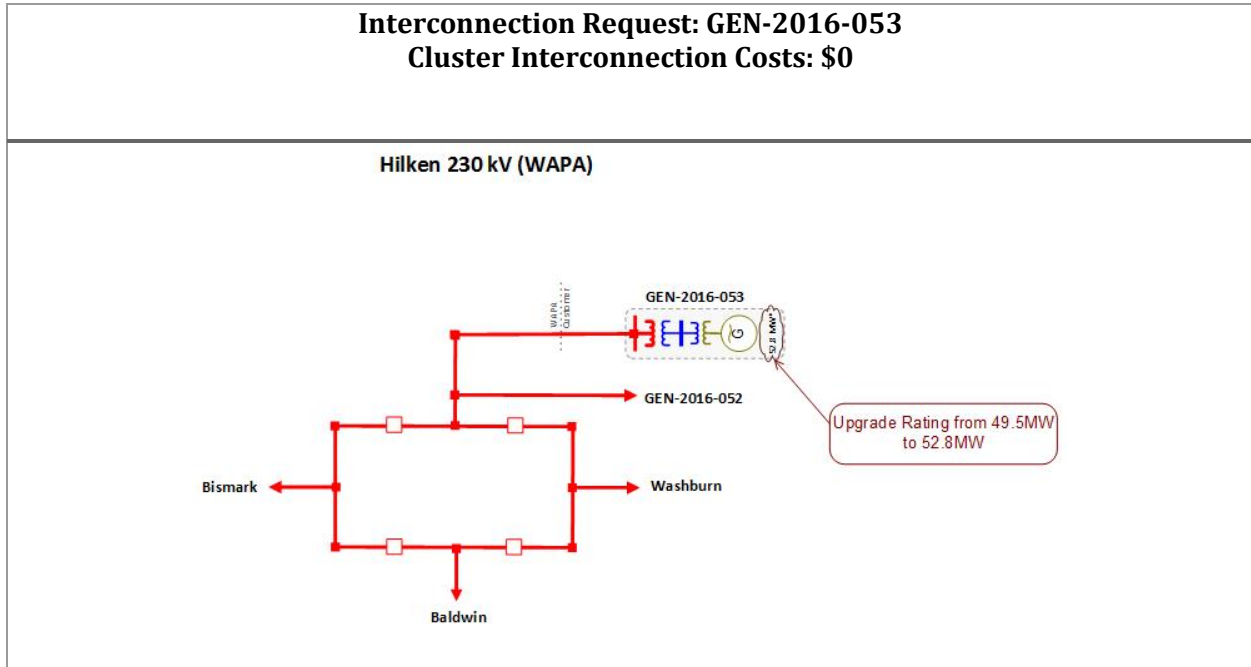 Interconnection Request: GEN-2016-053
Cluster Interconnection Costs: $0
Hilken 230 kV (WAPA)
WAPA
Customer
GEN-2016-053
G
52.8 MW*
GEN-2016-052
Upgrade Rating from 49.5MW
to 52.8MW
Bismark
Washburn
Baldwin